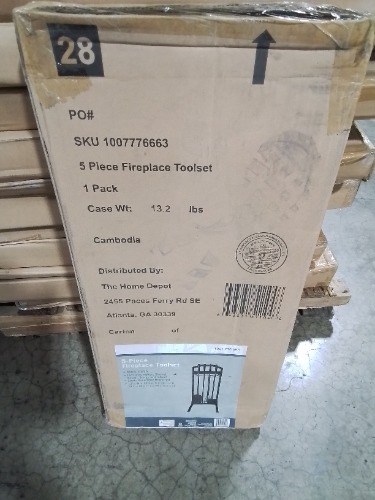 28
PO#
SKU 1007776663
5 Piece Fireplace Toolset
1 Pack
Case Wt: 13.2 lbs
Cambodia
Distributed By:
The Home Depot
2455 Paces Ferry Rd SE
Atlanta, GA 30339
Carton of
5-Piece
Fireplace Toolset